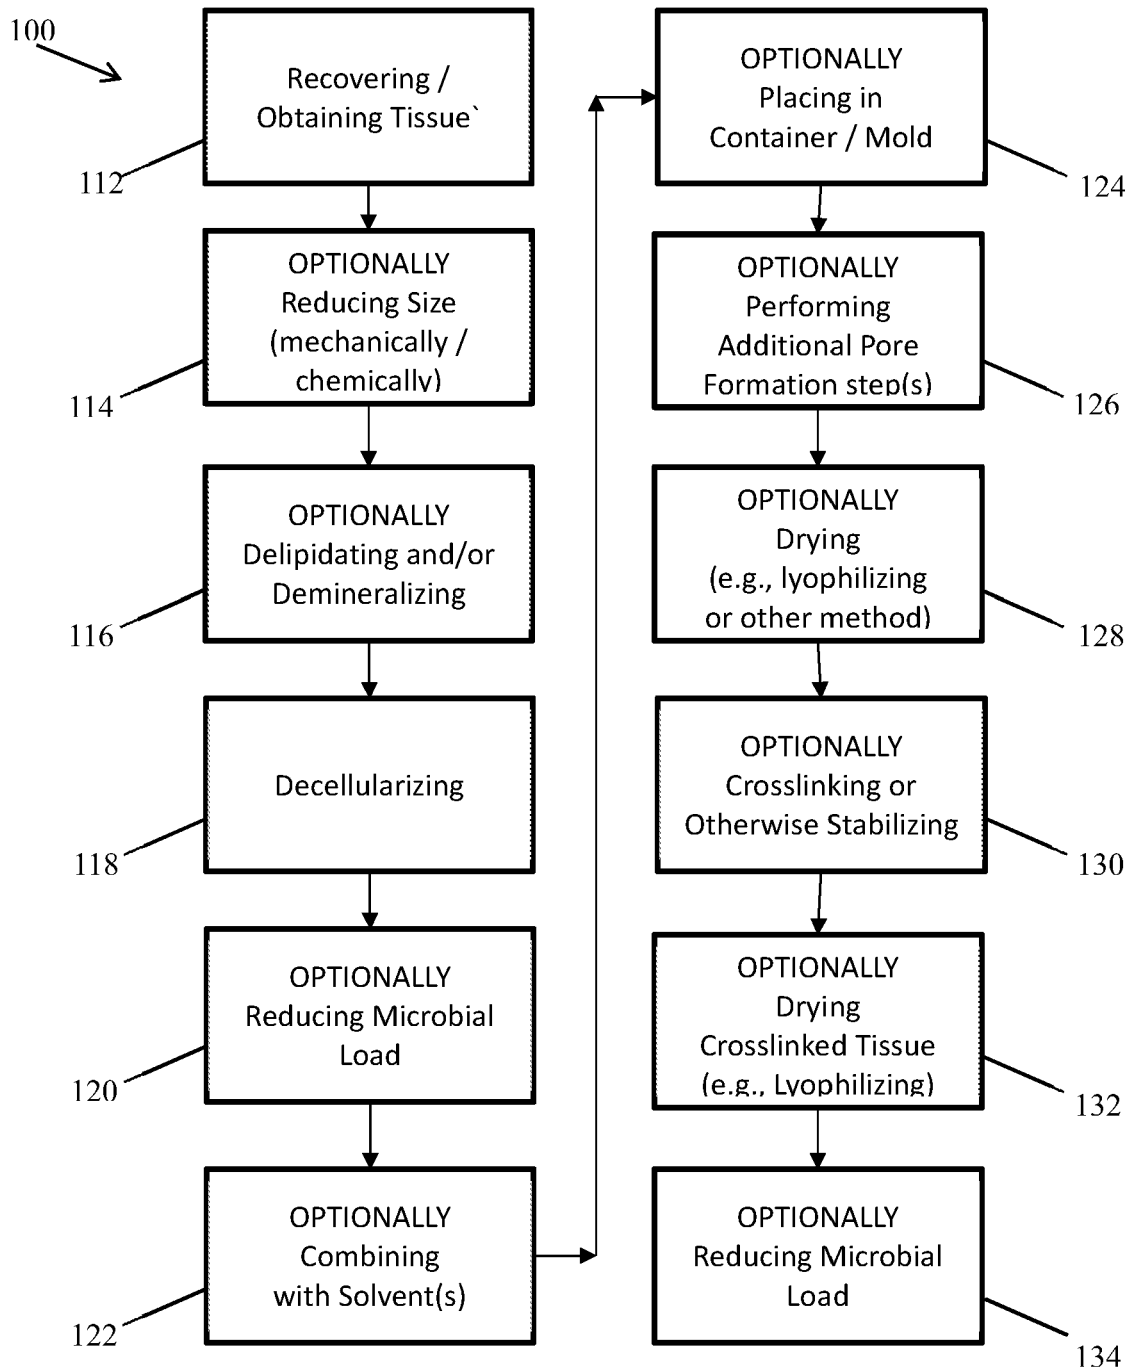 100
Recovering /
Obtaining Tissue`
112
OPTIONALLY
Reducing Size
(mechanically /
chemically)
114
OPTIONALLY
Delipidating and/or
Demineralizing
116
Decellularizing
118
OPTIONALLY
Reducing Microbial
Load
120
OPTIONALLY
Combining
with Solvent(s)
122
OPTIONALLY
Placing in
Container / Mold
124
OPTIONALLY
Performing
Additional Pore
Formation step(s)
126
OPTIONALLY
Drying
(e.g., lyophilizing
or other method)
128
OPTIONALLY
Crosslinking or
Otherwise Stabilizing
130
OPTIONALLY
Drying
Crosslinked Tissue
(e.g., Lyophilizing)
132
OPTIONALLY
Reducing Microbial
Load
134